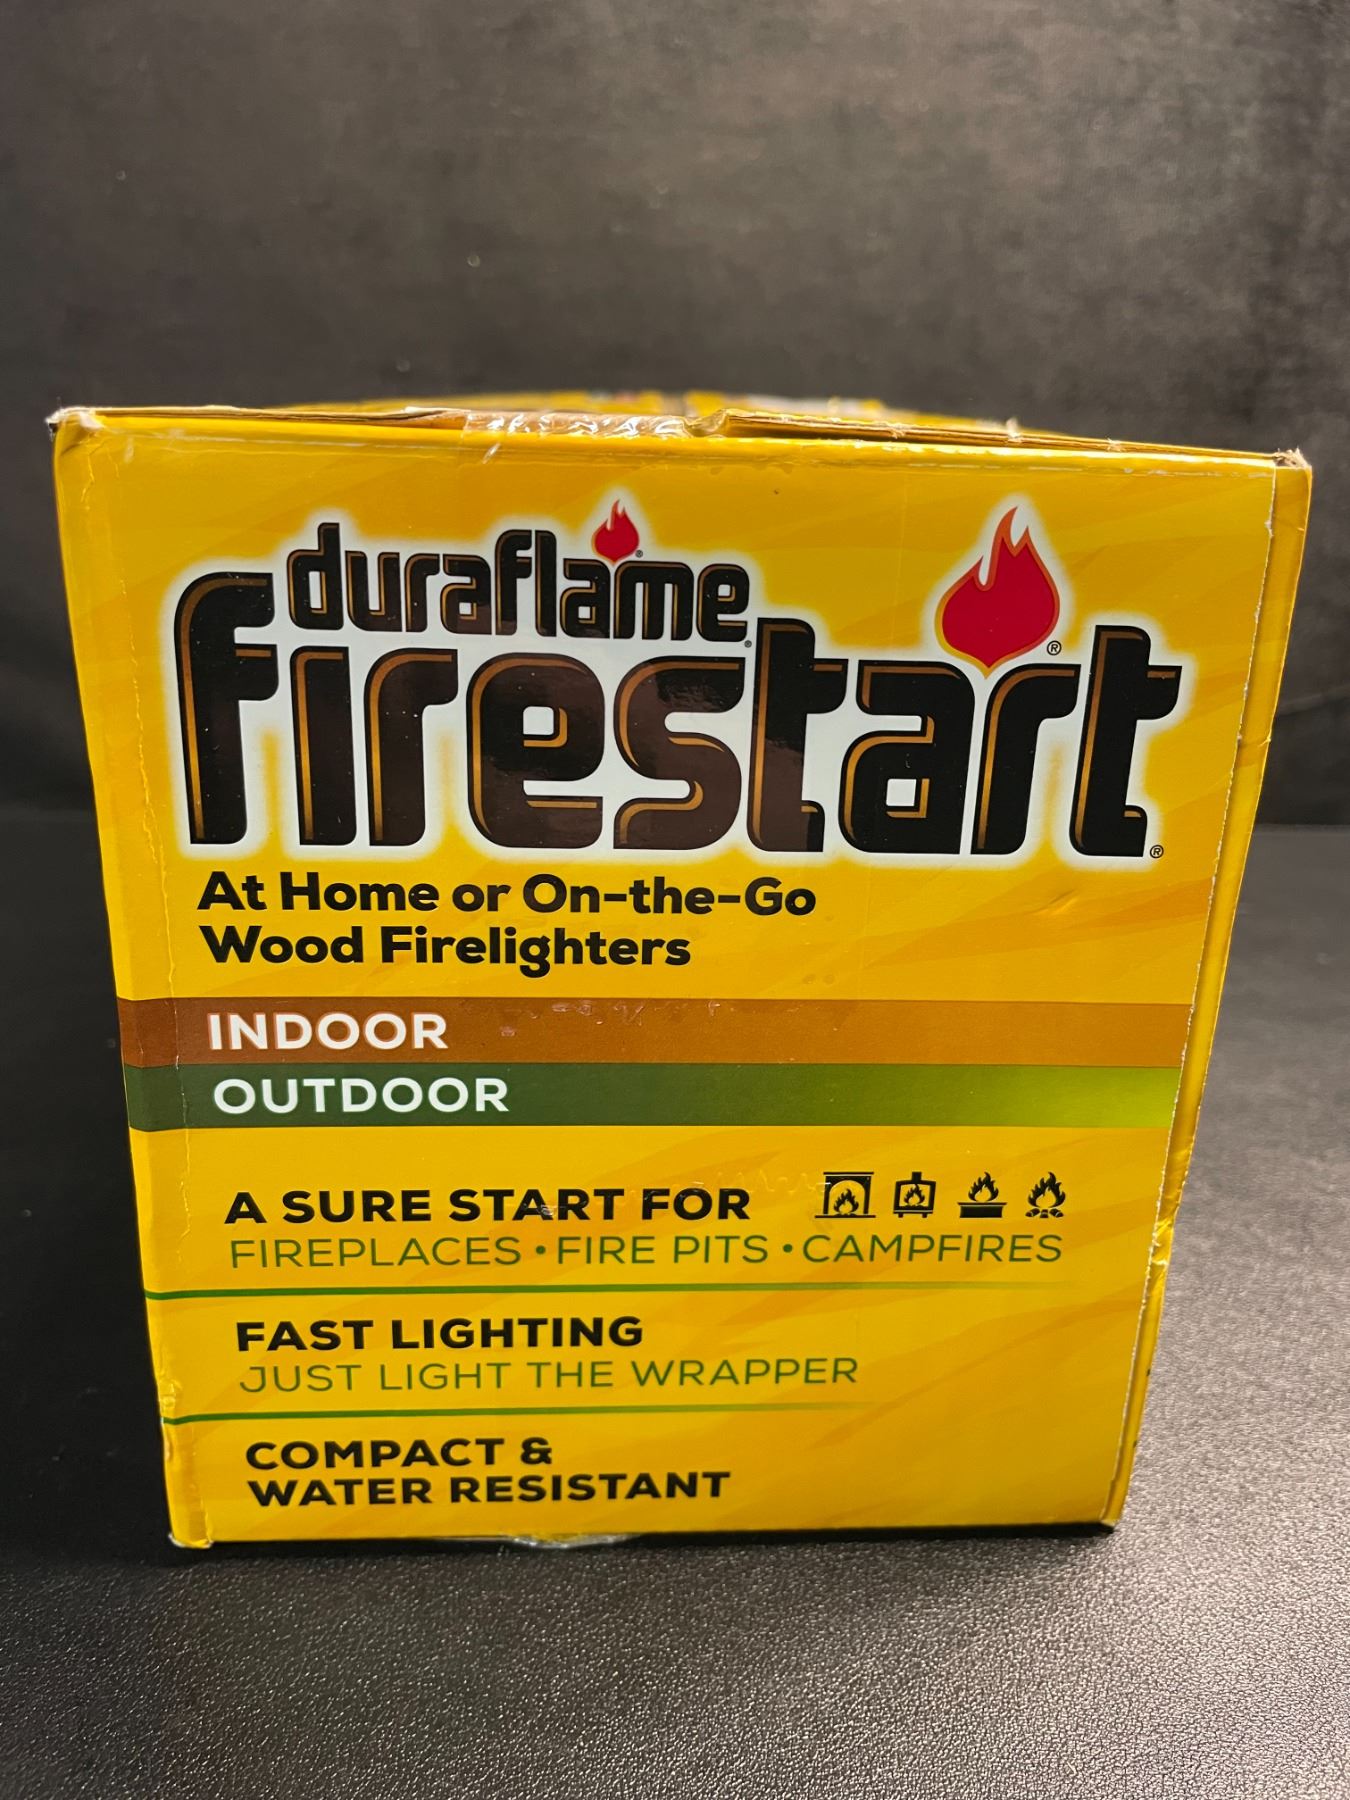 duraflame®
firestart®
At Home or On-the-Go
Wood Firelighters
INDOOR
OUTDOOR
A SURE START FOR
FIREPLACES • FIRE PITS • CAMPFIRES
FAST LIGHTING
JUST LIGHT THE WRAPPER
COMPACT &
WATER RESISTANT